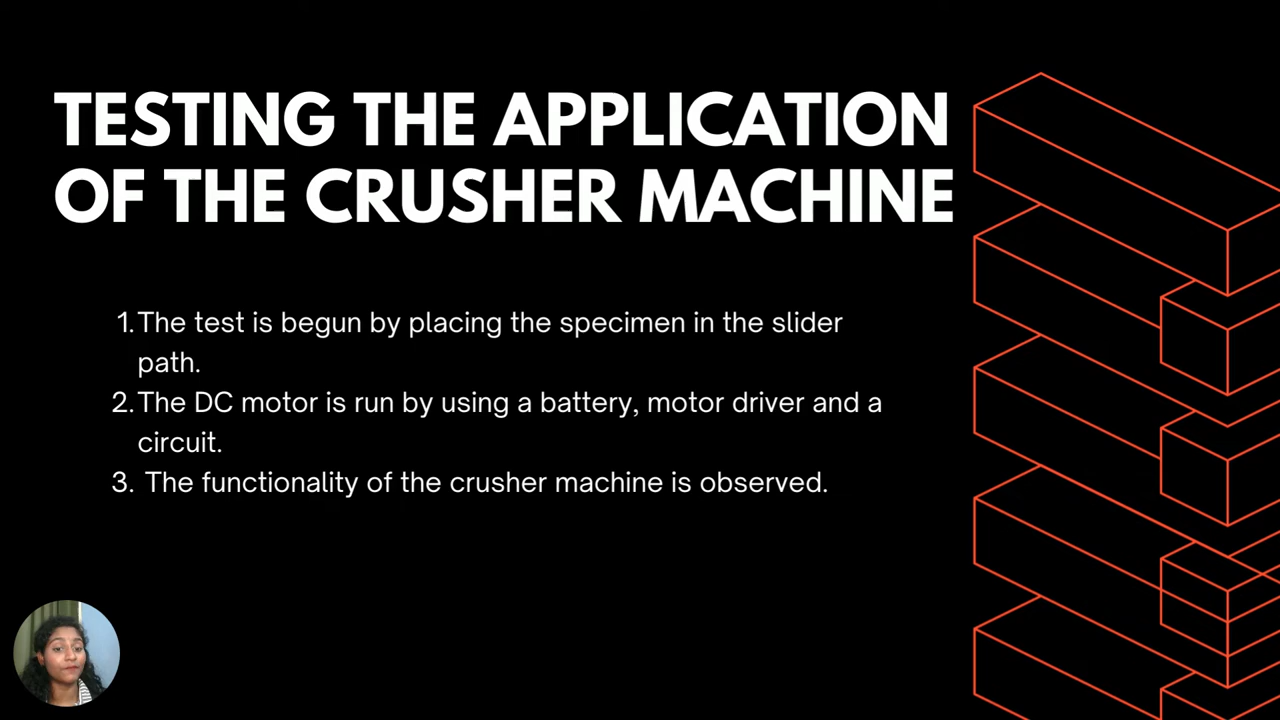 TESTING THE APPLICATION
OF THE CRUSHER MACHINE
1. The test is begun by placing the specimen in the slider
path.
2. The DC motor is run by using a battery, motor driver and a
circuit.
3. The functionality of the crusher machine is observed.